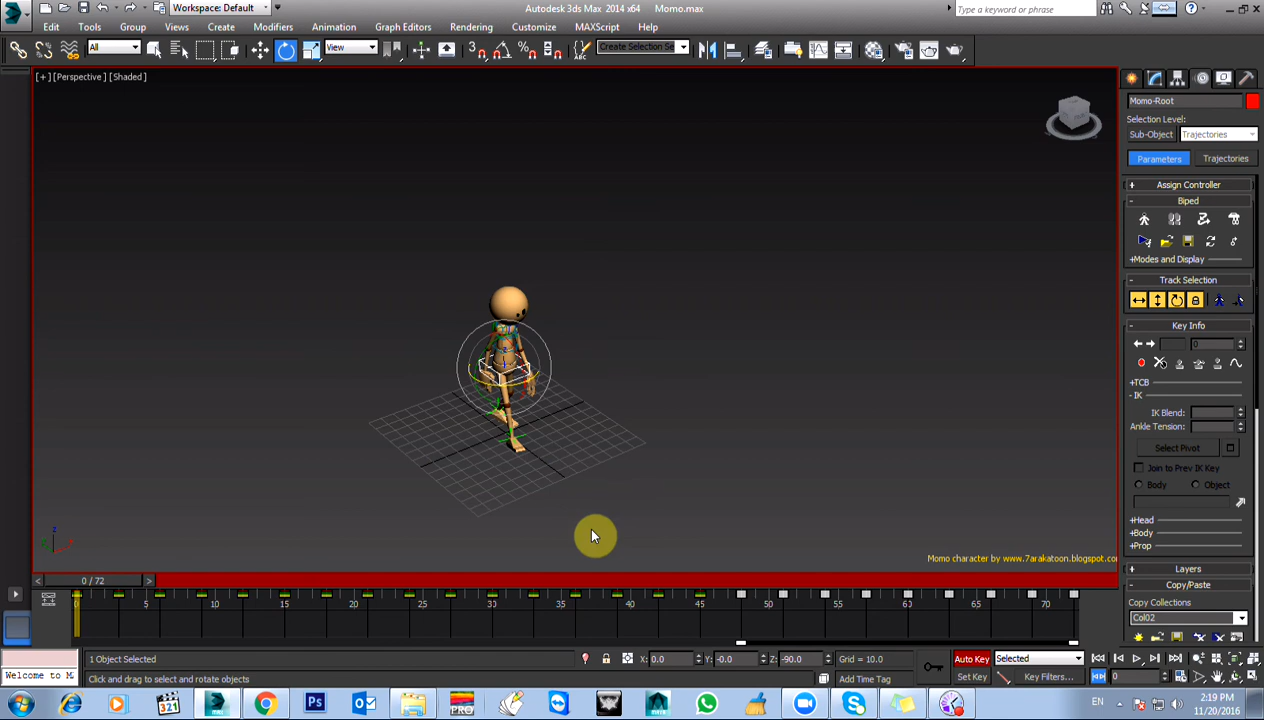 Workspace: Default
Autodesk 3ds Max 2014 x64 Momo.max
Type a keyword or phrase
Edit Tools Group Views Create Modifiers Animation Graph Editors Rendering Customize MAXScript Help
All
View
Create Selection Se
[+] [Perspective] [Shaded]
Momo-Root
Selection Level:
Sub-Object Trajectories
Parameters Trajectories
+ Assign Controller
- Biped
+Modes and Display
- Track Selection
- Key Info
0
+TCB
- IK
IK Blend:
Ankle Tension:
Select Pivot
Join to Prev IK Key
Body Object
+Head
+Body
+Prop
+ Layers
- Copy/Paste
Copy Collections
Col02
Momo character by www.7arakatoon.blogspot.co
< 0 / 72 >
0 5 10 15 20 25 30 35 40 45 50 55 60 65 70
1 Object Selected
X: 0.0 Y: -0.0 Z: -90.0 Grid = 10.0
Auto Key Selected
Welcome to M
Click and drag to select and rotate objects
Add Time Tag
Set Key Key Filters... 0
321
Ps
PRO
EN
2:19 PM
11/20/2016